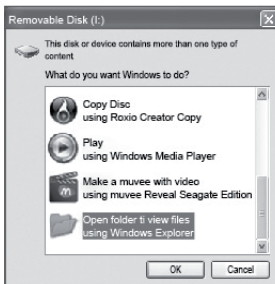 Removable Disk (I:)
This disk or device contains more than one type of
content
What do you want Windows to do?
Copy Disc
using Roxio Creator Copy
Play
using Windows Media Player
Make a muvee with video
using muvee Reveal Seagate Edition
Open folder ti view files
using Windows Explorer
OK
Cancel